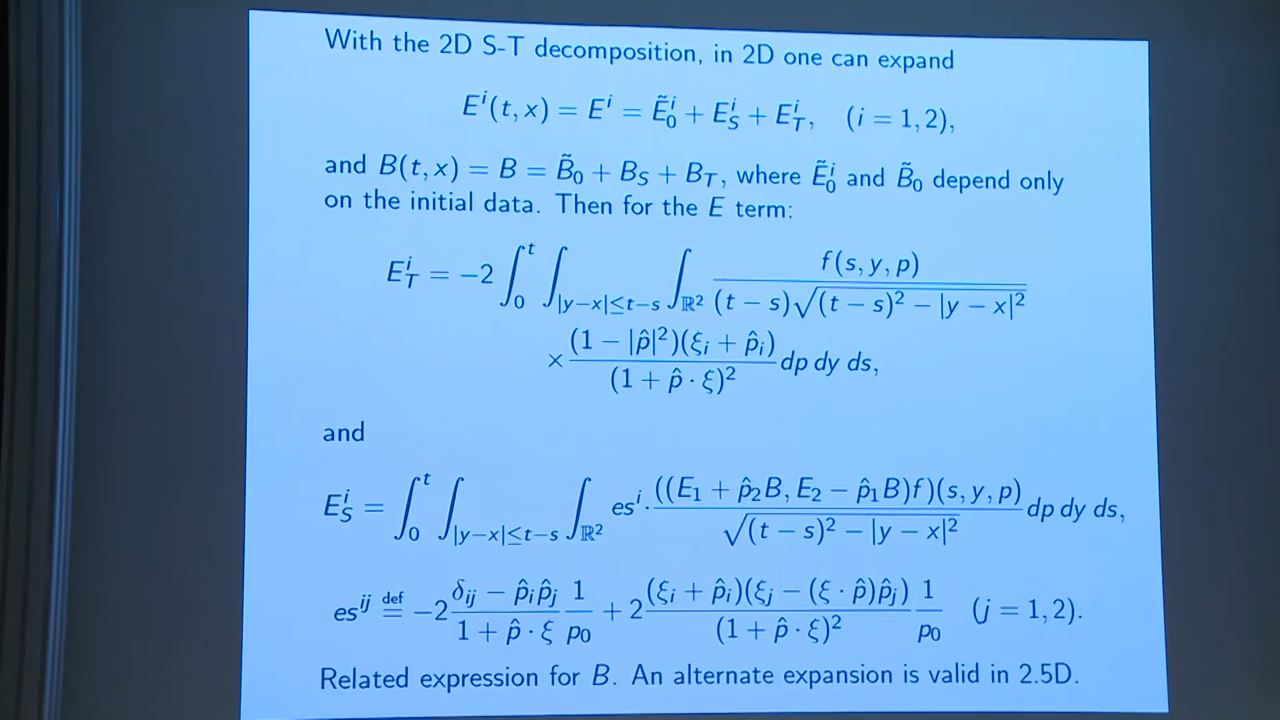 With the 2D S-T decomposition, in 2D one can expand
E^i(t, x) = E^i = Ẽ_0^i + E_S^i + E_T^i, (i = 1, 2),
and B(t, x) = B = B̃_0 + B_S + B_T, where Ẽ_0^i and B̃_0 depend only
on the initial data. Then for the E term:
E_T^i = −2 ∫_0^t ∫_{|y−x|≤t−s} ∫_{ℝ^2} f(s, y, p) / ((t − s)√((t − s)^2 − |y − x|^2))
× (1 − |p̂|^2)(ξ_i + p̂_i) / (1 + p̂ · ξ)^2 dp dy ds,
and
E_S^i = ∫_0^t ∫_{|y−x|≤t−s} ∫_{ℝ^2} es^i · ((E_1 + p̂_2B, E_2 − p̂_1B)f)(s, y, p) / √((t − s)^2 − |y − x|^2) dp dy ds,
es^{ij} def= −2 (δ_{ij} − p̂_i p̂_j) / (1 + p̂ · ξ) 1/p_0 + 2 (ξ_i + p̂_i)(ξ_j − (ξ · p̂)p̂_j) / (1 + p̂ · ξ)^2 1/p_0 (j = 1, 2).
Related expression for B. An alternate expansion is valid in 2.5D.